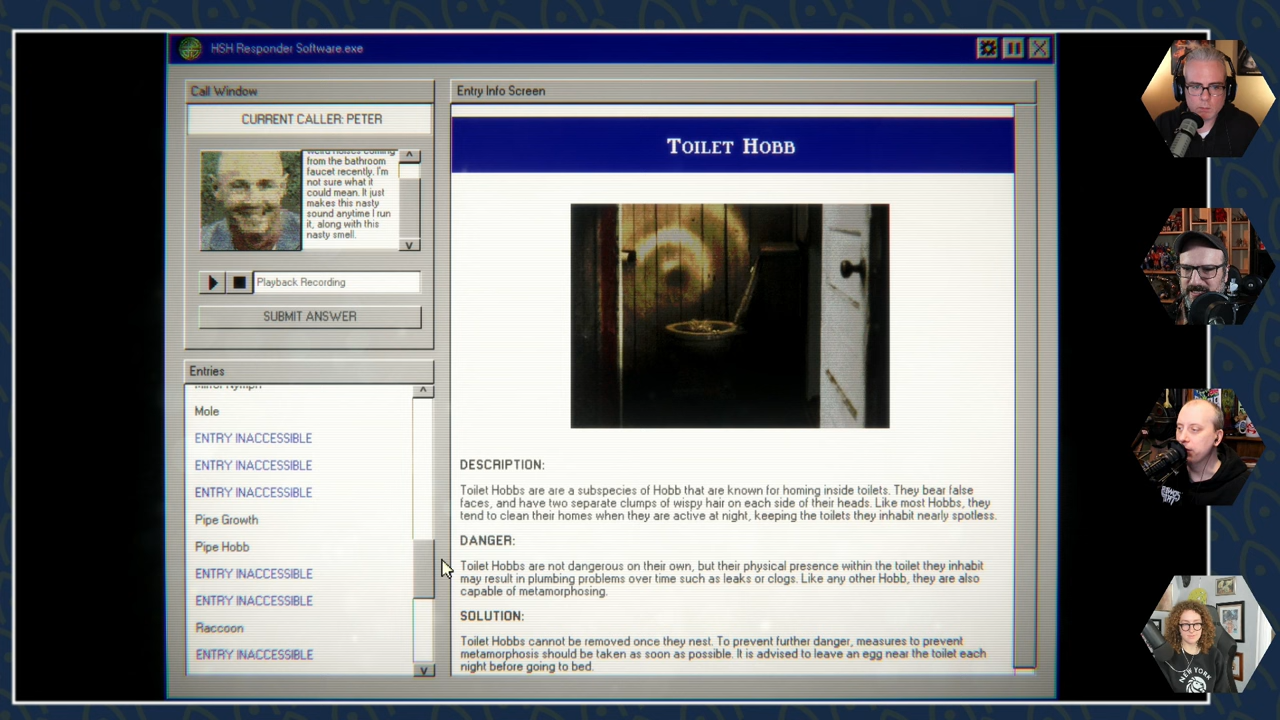 HSH Responder Software.exe
Call Window
CURRENT CALLER: PETER
weird noises coming
from the bathroom
faucet recently. I'm
not sure what it
could mean. It just
makes this nasty
sound anytime I run
it, along with this
nasty smell.
Playback Recording
SUBMIT ANSWER
Entries
Mirror Nymph
Mole
ENTRY INACCESSIBLE
ENTRY INACCESSIBLE
ENTRY INACCESSIBLE
Pipe Growth
Pipe Hobb
ENTRY INACCESSIBLE
ENTRY INACCESSIBLE
Raccoon
ENTRY INACCESSIBLE
Entry Info Screen
Toilet Hobb
DESCRIPTION:
Toilet Hobbs are are a subspecies of Hobb that are known for homing inside toilets. They bear false
faces, and have two separate clumps of wispy hair on each side of their heads. Like most Hobbs, they
tend to clean their homes when they are active at night, keeping the toilets they inhabit nearly spotless.
DANGER:
Toilet Hobbs are not dangerous on their own, but their physical presence within the toilet they inhabit
may result in plumbing problems over time such as leaks or clogs. Like any other Hobb, they are also
capable of metamorphosing.
SOLUTION:
Toilet Hobbs cannot be removed once they nest. To prevent further danger, measures to prevent
metamorphosis should be taken as soon as possible. It is advised to leave an egg near the toilet each
night before going to bed.
NEW YORK